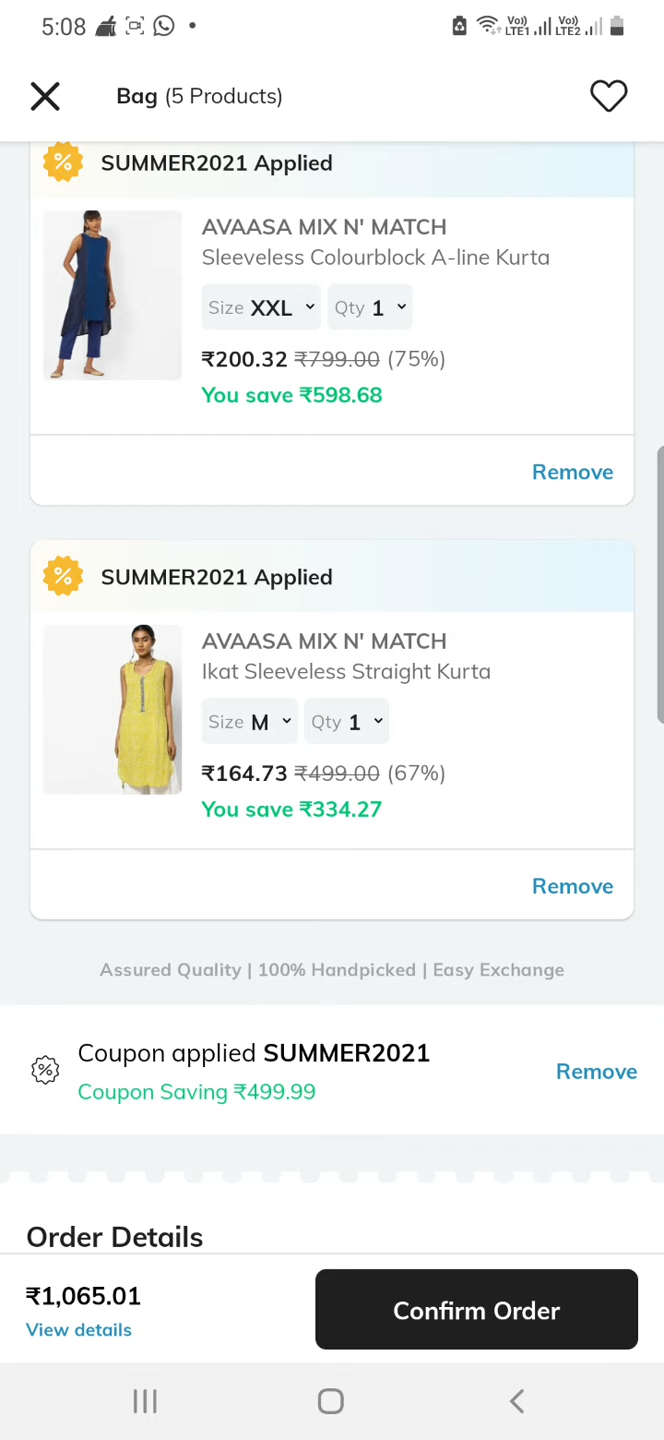 5:08
Vo)) LTE1 Vo)) LTE2
Bag (5 Products)
SUMMER2021 Applied
AVAASA MIX N' MATCH
Sleeveless Colourblock A-line Kurta
Size XXL Qty 1
₹200.32 ₹799.00 (75%)
You save ₹598.68
Remove
SUMMER2021 Applied
AVAASA MIX N' MATCH
Ikat Sleeveless Straight Kurta
Size M Qty 1
₹164.73 ₹499.00 (67%)
You save ₹334.27
Remove
Assured Quality | 100% Handpicked | Easy Exchange
Coupon applied SUMMER2021
Remove
Coupon Saving ₹499.99
Order Details
₹1,065.01
View details
Confirm Order